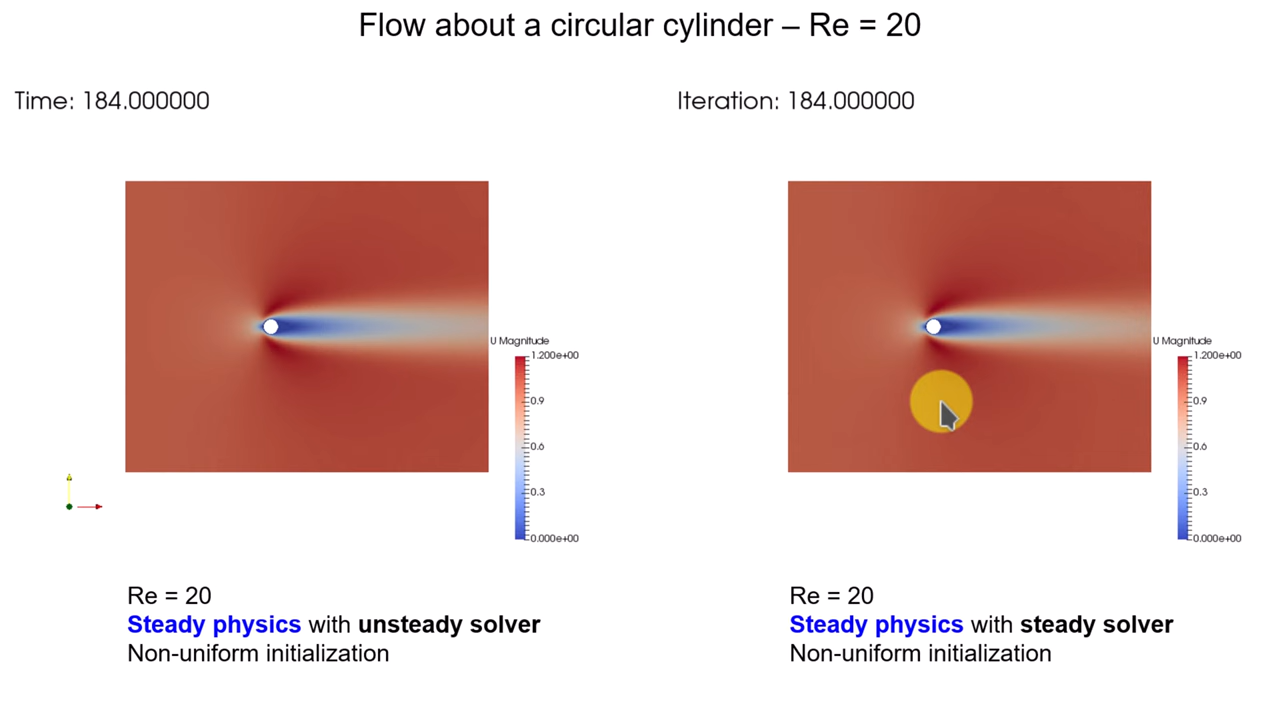 Flow about a circular cylinder – Re = 20
Time: 184.000000
Iteration: 184.000000
U Magnitude
1.200e+00
0.9
0.6
0.3
0.000e+00
U Magnitude
1.200e+00
0.9
0.6
0.3
0.000e+00
Re = 20
Steady physics with unsteady solver
Non-uniform initialization
Re = 20
Steady physics with steady solver
Non-uniform initialization